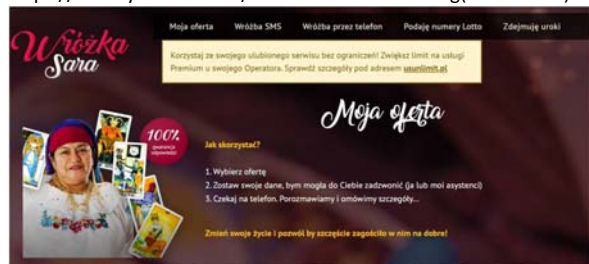 Moja oferta Wróżba SMS Wróżba przez telefon Podaję numery Lotto Zdejmuję uroki
Wróżka
Sara
Korzystaj ze swojego ulubionego serwisu bez ograniczeń! Zwiększ limit na usługi
Premium u swojego Operatora. Sprawdź szczegóły pod adresem usunlimit.pl
Moja oferta
100%
Jak skorzystać?
1. Wybierz ofertę
2. Zostaw swoje dane, bym mogła do Ciebie zadzwonić (ja lub moi asystenci)
3. Czekaj na telefon. Porozmawiamy i omówimy szczegóły...
Zmień swoje życie i pozwól by szczęście zagościło w nim na dobre!